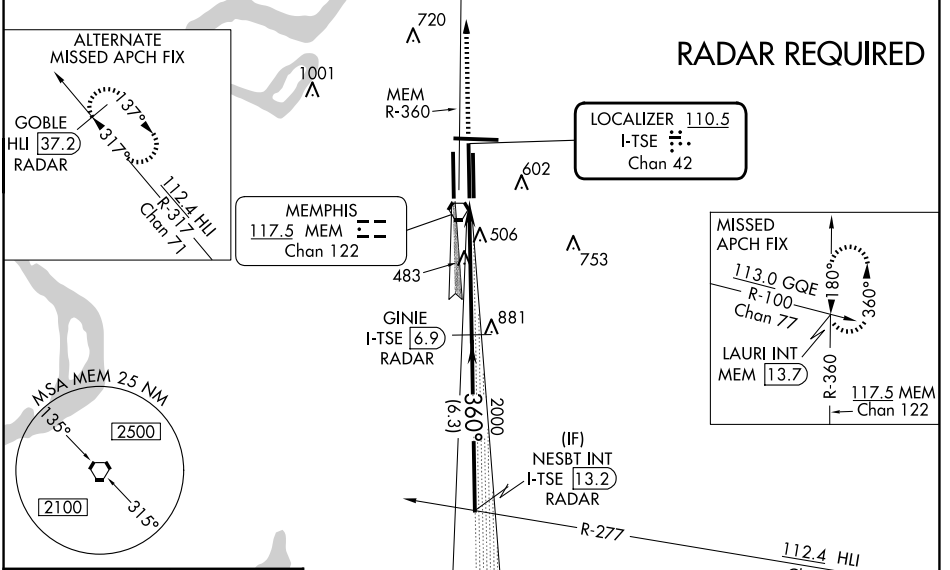 RADAR REQUIRED
ALTERNATE
MISSED APCH FIX
137°
317°
GOBLE
HLI 37.2
RADAR
112.4 HLI
R-317
Chan 71
720
1001
MEM
R-360
LOCALIZER 110.5
I-TSE
Chan 42
602
MEMPHIS
117.5 MEM
Chan 122
506
753
483
GINIE
I-TSE 6.9
RADAR
881
MISSED
APCH FIX
180°
360°
113.0 GQE
R-100
Chan 77
LAURI INT
MEM 13.7
R-360
117.5 MEM
Chan 122
MSA MEM 25 NM
135°
2500
2100
315°
360°
(6.3)
2000
(IF)
NESBT INT
I-TSE 13.2
RADAR
R-277
112.4 HLI